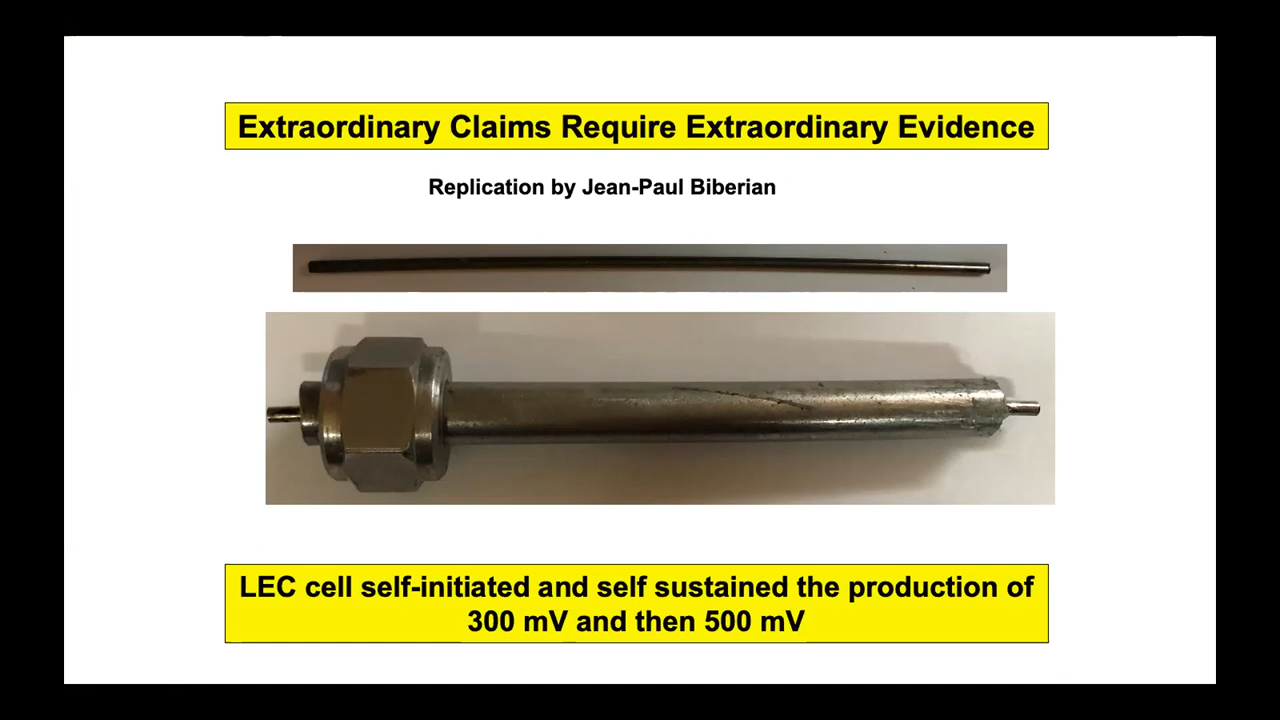 Extraordinary Claims Require Extraordinary Evidence
Replication by Jean-Paul Biberian
LEC cell self-initiated and self sustained the production of
300 mV and then 500 mV